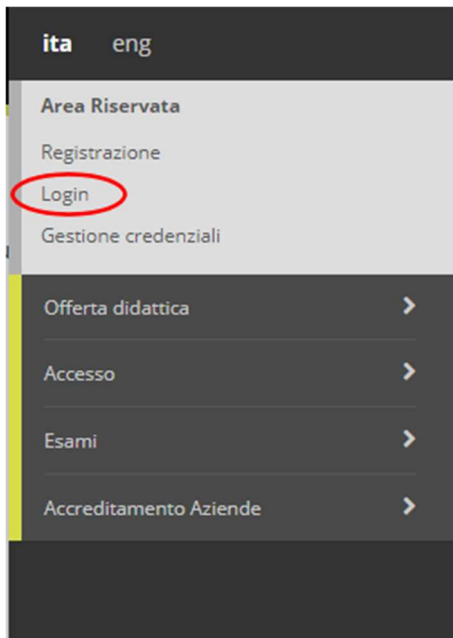 ita eng
Area Riservata
Registrazione
Login
Gestione credenziali
Offerta didattica
Accesso
Esami
Accreditamento Aziende